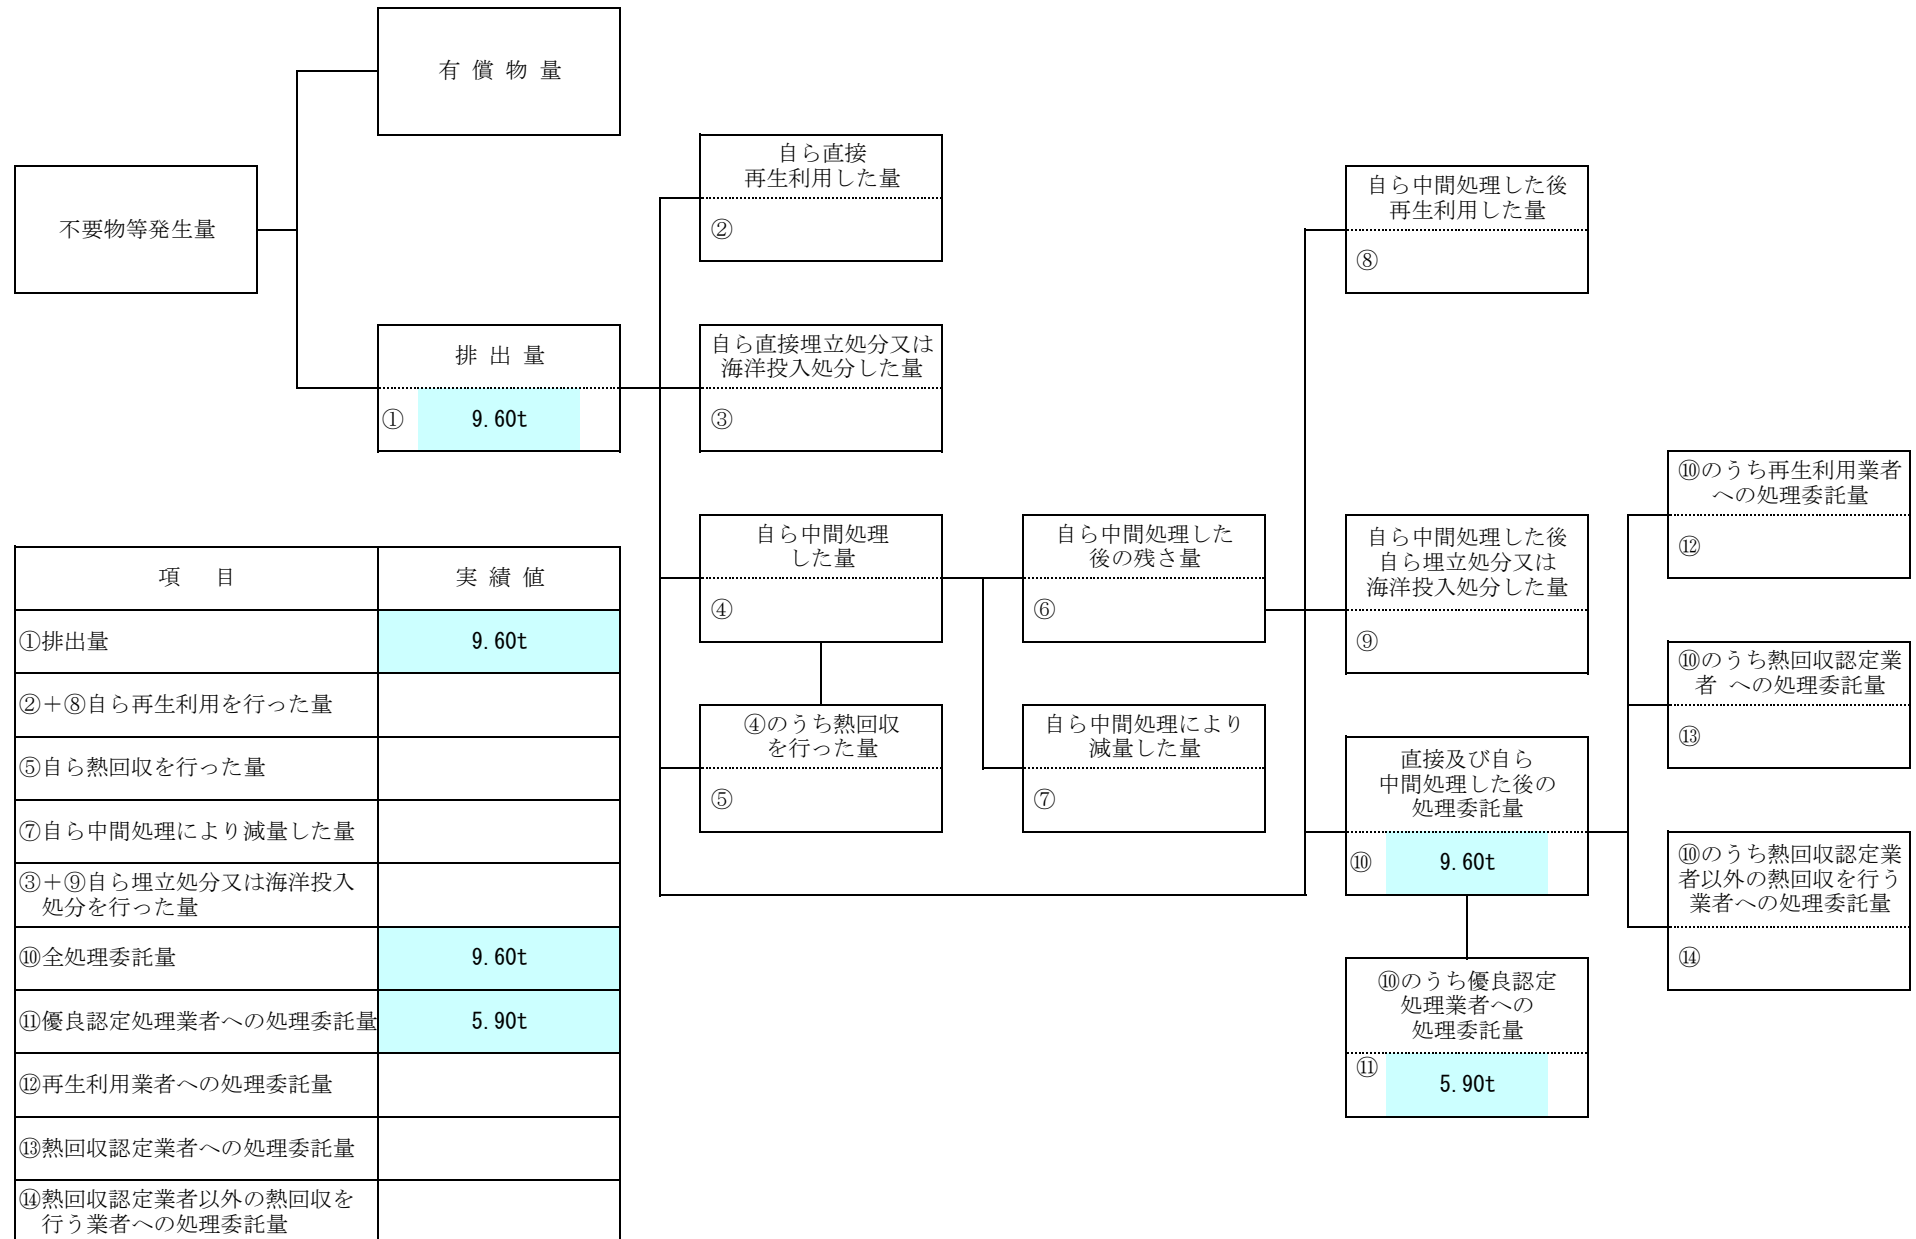 有 償 物 量
不要物等発生量
排 出 量
① 9.60t
自ら直接
再生利用した量
②
自ら直接埋立処分又は
海洋投入処分した量
③
自ら中間処理
した量
④
④のうち熱回収
を行った量
⑤
自ら中間処理した
後の残さ量
⑥
自ら中間処理により
減量した量
⑦
自ら中間処理した後
再生利用した量
⑧
自ら中間処理した後
自ら埋立処分又は
海洋投入処分した量
⑨
直接及び自ら
中間処理した後の
処理委託量
⑩ 9.60t
⑩のうち優良認定
処理業者への
処理委託量
⑪ 5.90t
⑩のうち再生利用業者
への処理委託量
⑫
⑩のうち熱回収認定業
者 への処理委託量
⑬
⑩のうち熱回収認定業
者以外の熱回収を行う
業者への処理委託量
⑭
項 目 実 績 値
①排出量 9.60t
②+⑧自ら再生利用を行った量
⑤自ら熱回収を行った量
⑦自ら中間処理により減量した量
③+⑨自ら埋立処分又は海洋投入
処分を行った量
⑩全処理委託量 9.60t
⑪優良認定処理業者への処理委託量 5.90t
⑫再生利用業者への処理委託量
⑬熱回収認定業者への処理委託量
⑭熱回収認定業者以外の熱回収を
行う業者への処理委託量